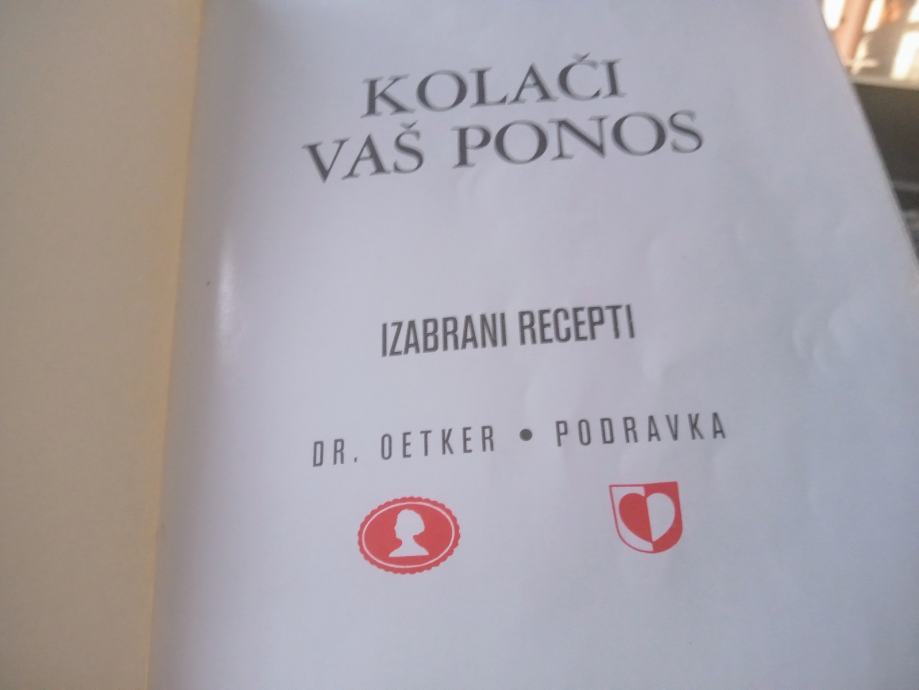 KOLAČI
VAŠ PONOS
IZABRANI RECEPTI
DR. OETKER • PODRAVKA